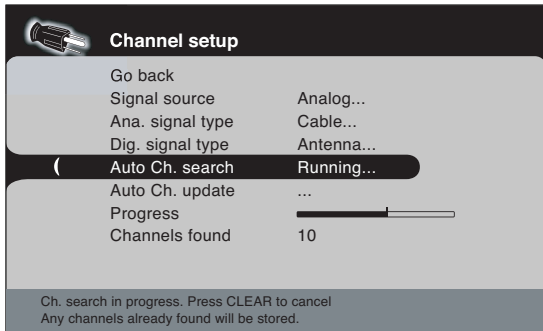 Channel setup
Go back
Signal source Analog...
Ana. signal type Cable...
Dig. signal type Antenna...
Auto Ch. search Running...
Auto Ch. update ...
Progress
Channels found 10
Ch. search in progress. Press CLEAR to cancel
Any channels already found will be stored.